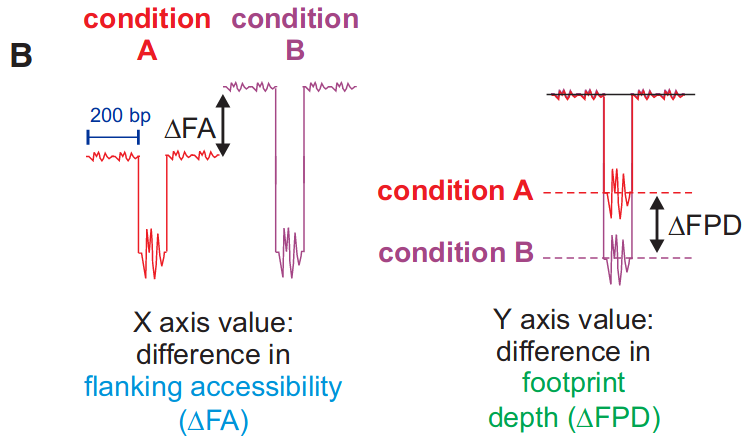 B
condition
A
condition
B
200 bp
ΔFA
condition A
ΔFPD
condition B
X axis value:
difference in
flanking accessibility
(ΔFA)
Y axis value:
difference in
footprint
depth (ΔFPD)